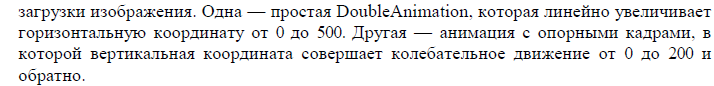 загрузки изображения. Одна — простая DoubleAnimation, которая линейно увеличивает
горизонтальную координату от 0 до 500. Другая — анимация с опорными кадрами, в
которой вертикальная координата совершает колебательное движение от 0 до 200 и
обратно.